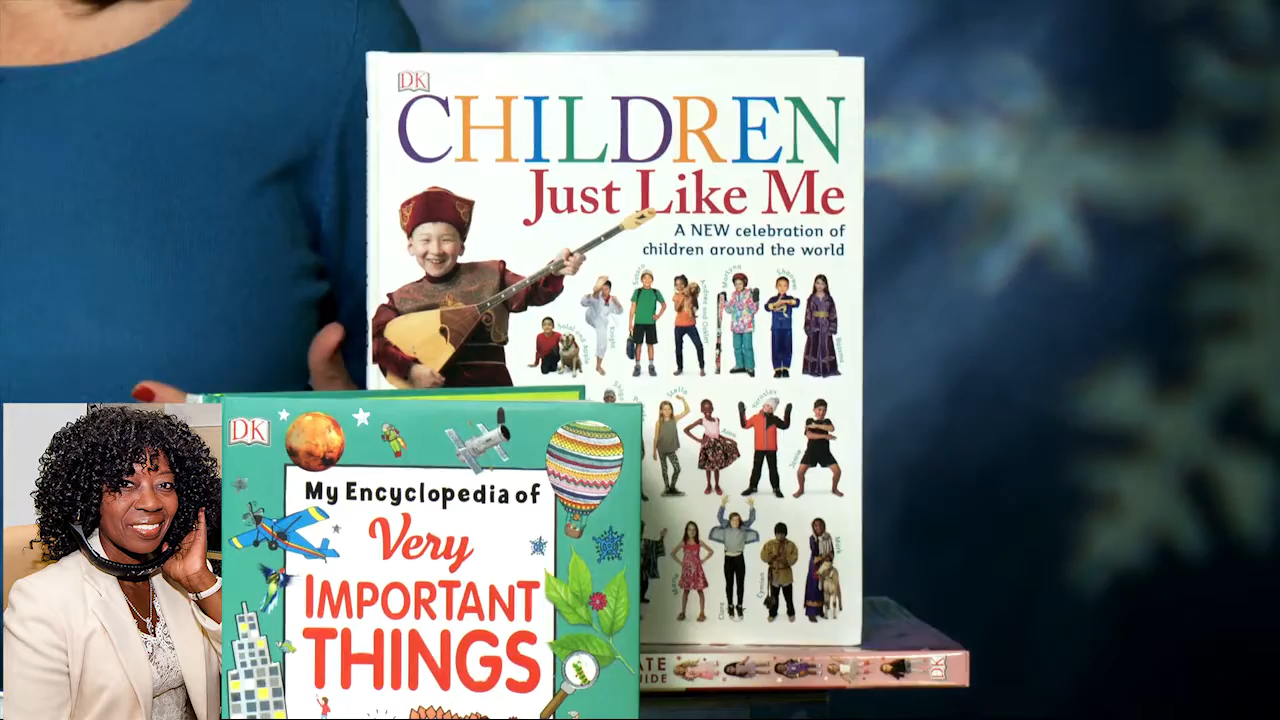 DK
CHILDREN
Just Like Me
A NEW celebration of
children around the world
DK
My Encyclopedia of
Very
IMPORTANT
THINGS
DK